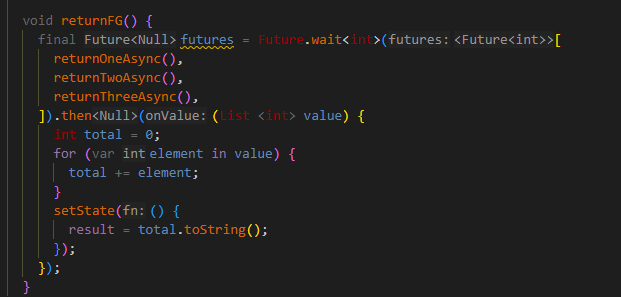 void returnFG() {
final Future<Null> futures = Future.wait<int>(futures: <Future<int>>[
returnOneAsync(),
returnTwoAsync(),
returnThreeAsync(),
]).then<Null>(onValue: (List <int> value) {
int total = 0;
for (var int element in value) {
total += element;
}
setState(fn: () {
result = total.toString();
});
});
}